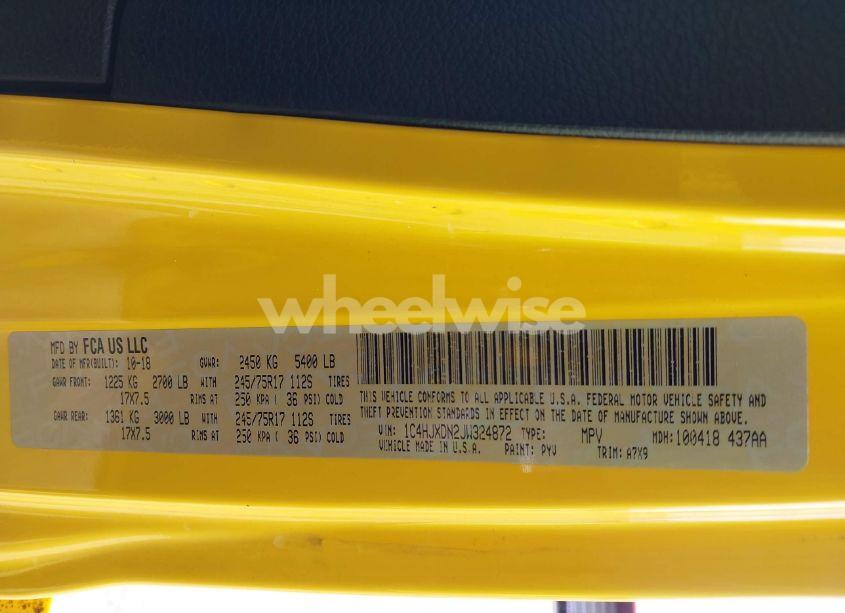 wheelwise
MFD BY FCA US LLC
DATE OF MFR(BUILT): 10-18 GVWR: 2450 KG 5400 LB
GAWR FRONT: 1225 KG 2700 LB WITH 245/75R17 112S TIRES
17X7.5 RIMS AT 250 KPA ( 36 PSI) COLD
GAWR REAR: 1361 KG 3000 LB WITH 245/75R17 112S TIRES
17X7.5 RIMS AT 250 KPA ( 36 PSI) COLD
THIS VEHICLE CONFORMS TO ALL APPLICABLE U.S.A. FEDERAL MOTOR VEHICLE SAFETY AND
THEFT PREVENTION STANDARDS IN EFFECT ON THE DATE OF MANUFACTURE SHOWN ABOVE.
VIN: 1C4HJXDN2JW324872 TYPE: MPV MDH: 100418 437AA
VEHICLE MADE IN U.S.A. PAINT: PYV TRIM: A7X9